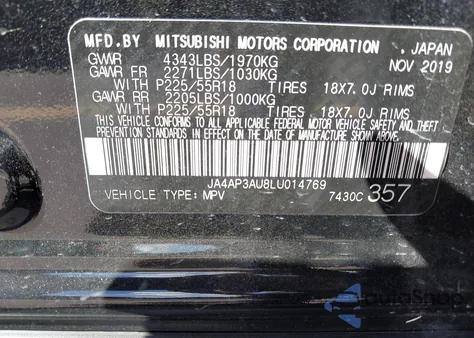 MFD.BY MITSUBISHI MOTORS CORPORATION , JAPAN
GVWR 4343LBS/1970KG NOV 2019
GAWR FR 2271LBS/1030KG
WITH P225/55R18 TIRES 18X7.0J RIMS
GAWR RR 2205LBS/1000KG
WITH P225/55R18 TIRES 18X7.0J RIMS
THIS VEHICLE CONFORMS TO ALL APPLICABLE FEDERAL MOTOR VEHICLE SAFETY AND THEFT
PREVENTION STANDARDS IN EFFECT ON THE DATE OF MANUFACTURE SHOWN ABOVE.
JA4AP3AU8LU014769
VEHICLE TYPE: MPV 7430C 357
AutoSnap